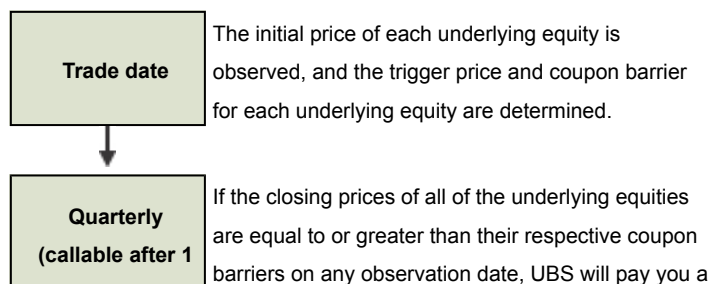 Trade date
The initial price of each underlying equity is
observed, and the trigger price and coupon barrier
for each underlying equity are determined.
Quarterly
(callable after 1
If the closing prices of all of the underlying equities
are equal to or greater than their respective coupon
barriers on any observation date, UBS will pay you a